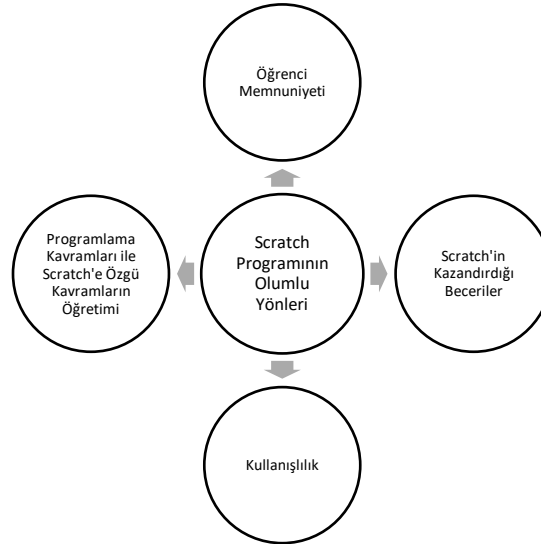 Öğrenci
Memnuniyeti
Programlama
Kavramları ile
Scratch'e Özgü
Kavramların
Öğretimi
Scratch
Programının
Olumlu
Yönleri
Scratch'in
Kazandırdığı
Beceriler
Kullanışlılık